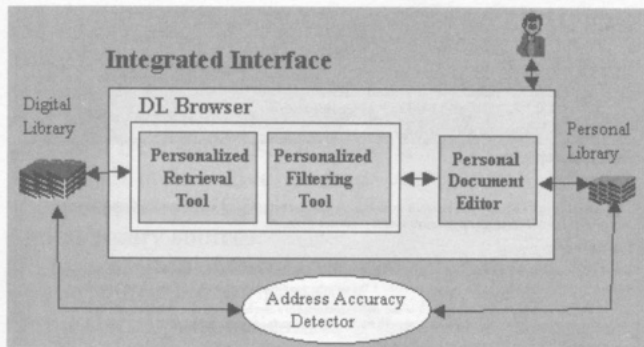 Integrated Interface
Digital
Library
DL Browser
Personalized
Retrieval
Tool
Personalized
Filtering
Tool
Personal
Document
Editor
Personal
Library
Address Accuracy
Detector